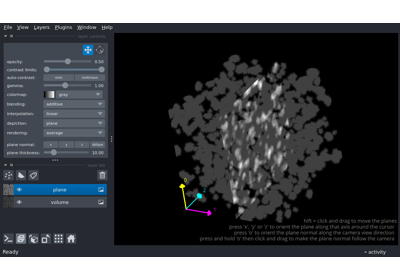 File View Layers Plugins Window Help
layer controls
opacity: 0.50
contrast limits:
auto-contrast: once continuous
gamma: 1.00
colormap: gray
blending: additive
interpolation: linear
depiction: plane
rendering: average
plane normal: x y z oblique
plane thickness: 10.00
layer list
plane
volume
shift + click and drag to move the planes
press 'x', 'y' or 'z' to orient the plane along that axis around the cursor
press 'o' to orient the plane normal along the camera view direction
press and hold 'o' then click and drag to make the plane normal follow the camera
Ready
activity